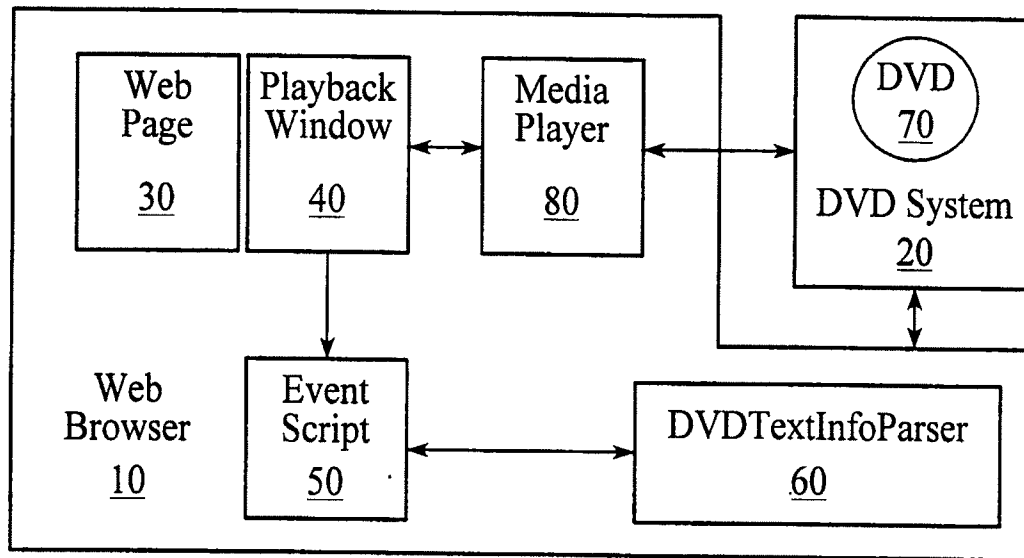 Web
Page
30
Playback
Window
40
Media
Player
80
DVD
70
DVD System
20
Web
Browser
10
Event
Script
50
DVDTextInfoParser
60